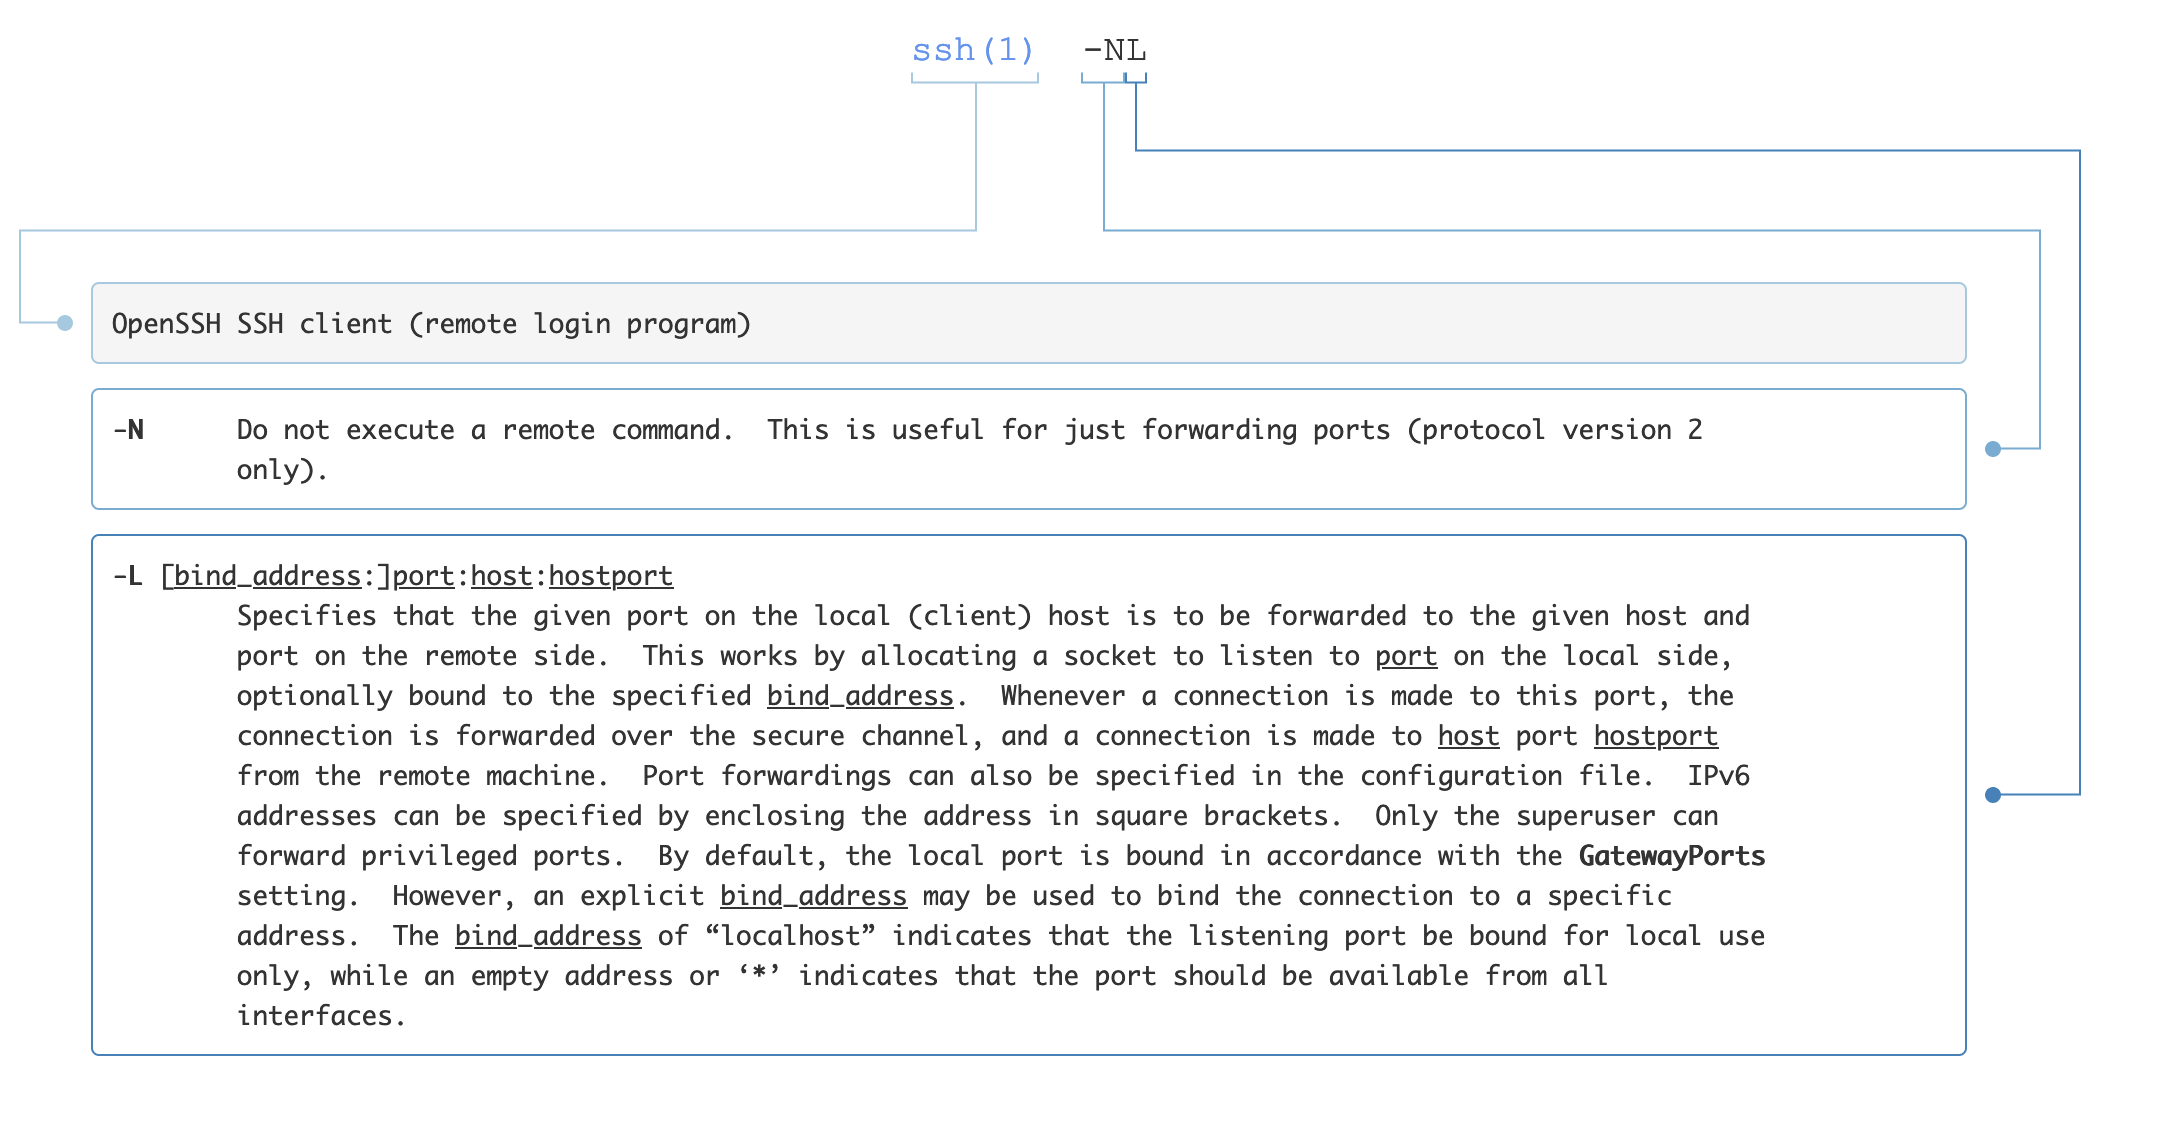 ssh(1) -NL
OpenSSH SSH client (remote login program)
-N Do not execute a remote command. This is useful for just forwarding ports (protocol version 2
only).
-L [bind_address:]port:host:hostport
Specifies that the given port on the local (client) host is to be forwarded to the given host and
port on the remote side. This works by allocating a socket to listen to port on the local side,
optionally bound to the specified bind_address. Whenever a connection is made to this port, the
connection is forwarded over the secure channel, and a connection is made to host port hostport
from the remote machine. Port forwardings can also be specified in the configuration file. IPv6
addresses can be specified by enclosing the address in square brackets. Only the superuser can
forward privileged ports. By default, the local port is bound in accordance with the GatewayPorts
setting. However, an explicit bind_address may be used to bind the connection to a specific
address. The bind_address of “localhost” indicates that the listening port be bound for local use
only, while an empty address or ‘*’ indicates that the port should be available from all
interfaces.